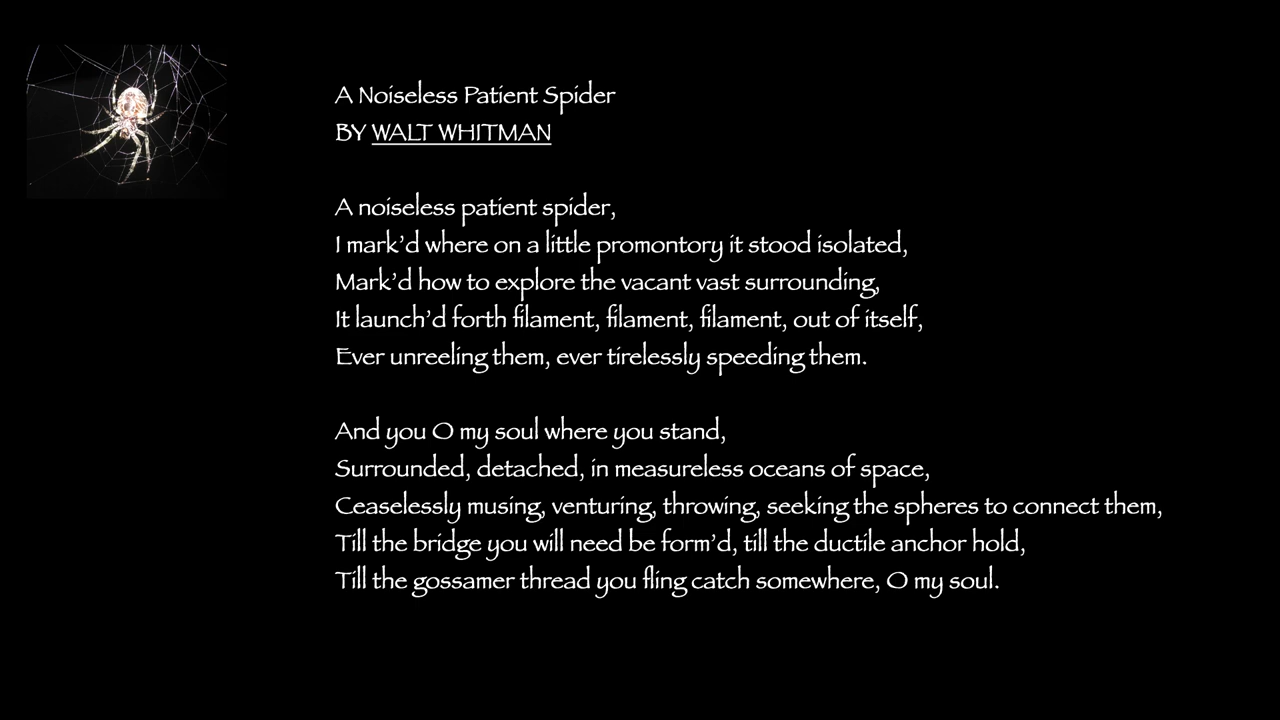 A Noiseless Patient Spider
BY WALT WHITMAN
A noiseless patient spider,
I mark’d where on a little promontory it stood isolated,
Mark’d how to explore the vacant vast surrounding,
It launch’d forth filament, filament, filament, out of itself,
Ever unreeling them, ever tirelessly speeding them.
And you O my soul where you stand,
Surrounded, detached, in measureless oceans of space,
Ceaselessly musing, venturing, throwing, seeking the spheres to connect them,
Till the bridge you will need be form’d, till the ductile anchor hold,
Till the gossamer thread you fling catch somewhere, O my soul.